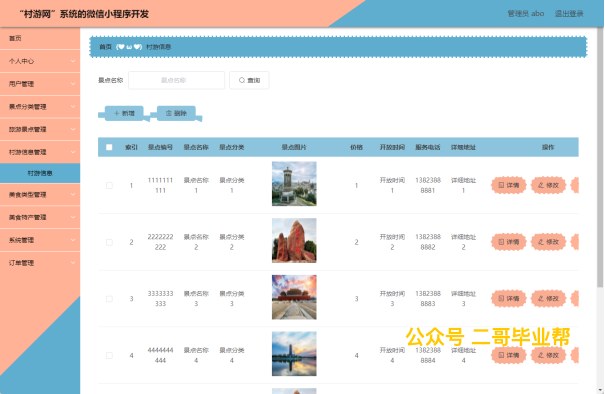 “村游网”系统的微信小程序开发
管理员 abo 退出登录
首页
个人中心
用户管理
景点分类管理
旅游景点管理
村游信息管理
村游信息
美食类型管理
美食特产管理
系统管理
订单管理
首页 (♥ ω ♥) 村游信息
景点名称 景点名称 查询
新增 删除
索引 景点编号 景点名称 景点分类 景点图片 价格 开放时间 服务电话 详细地址 操作
1 1111111111 景点名称1 景点分类1 1 开放时间1 13823888881 详细地址1 详情 修改
2 2222222222 景点名称2 景点分类2 2 开放时间2 13823888882 详细地址2 详情 修改
3 3333333333 景点名称3 景点分类3 3 开放时间3 13823888883 详细地址3 详情 修改
4 4444444444 景点名称4 景点分类4 4 开放时间4 13823888884 详细地址4 详情 修改
公众号 二哥毕业帮